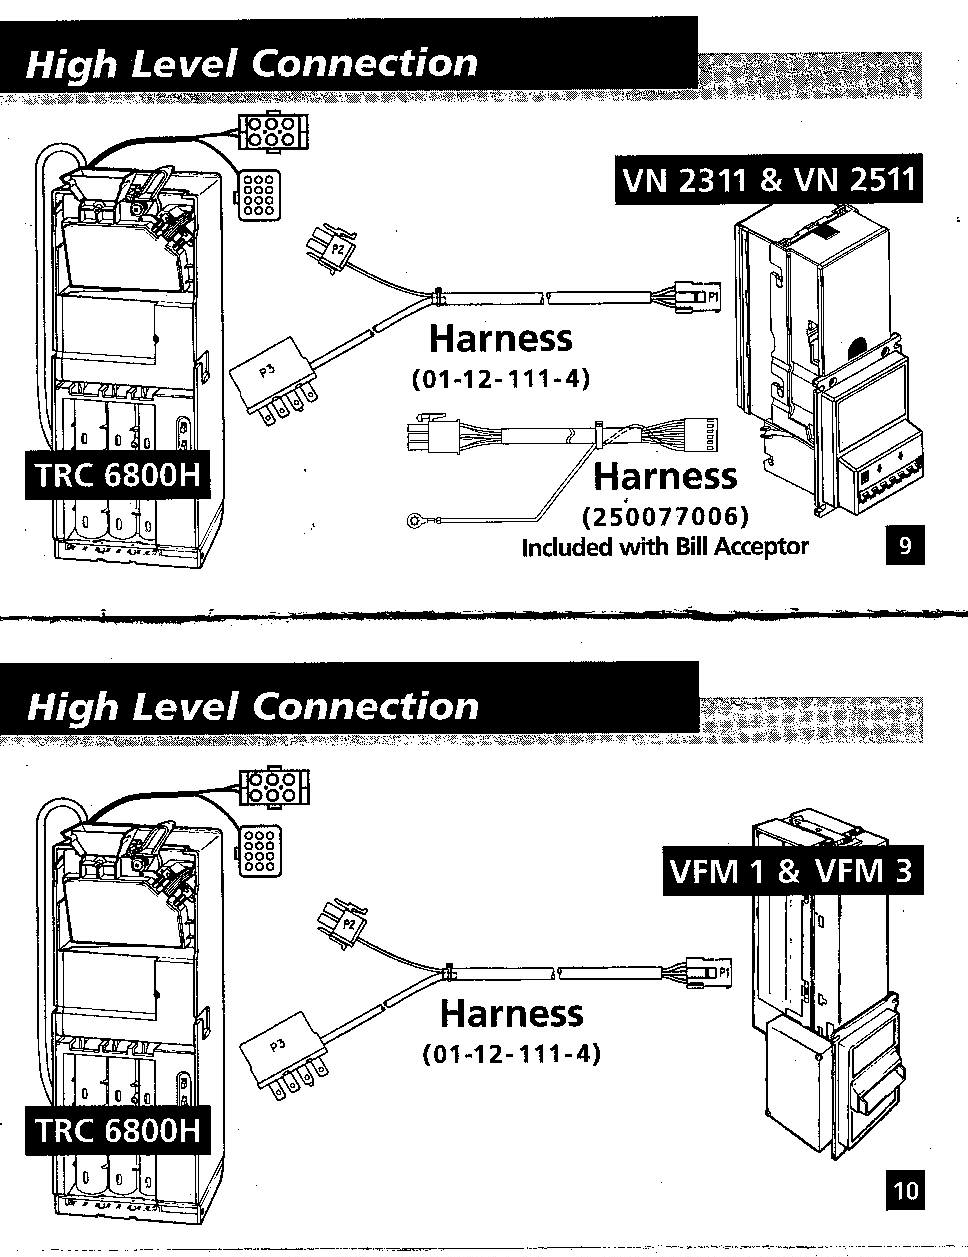 High Level Connection
VN 2311 & VN 2511
P2
P1
Harness
P3
(01-12-111-4)
TRC 6800H
Harness
(250077006)
Included with Bill Acceptor
9
High Level Connection
VFM 1 & VFM 3
P2
P1
Harness
P3
(01-12-111-4)
TRC 6800H
10